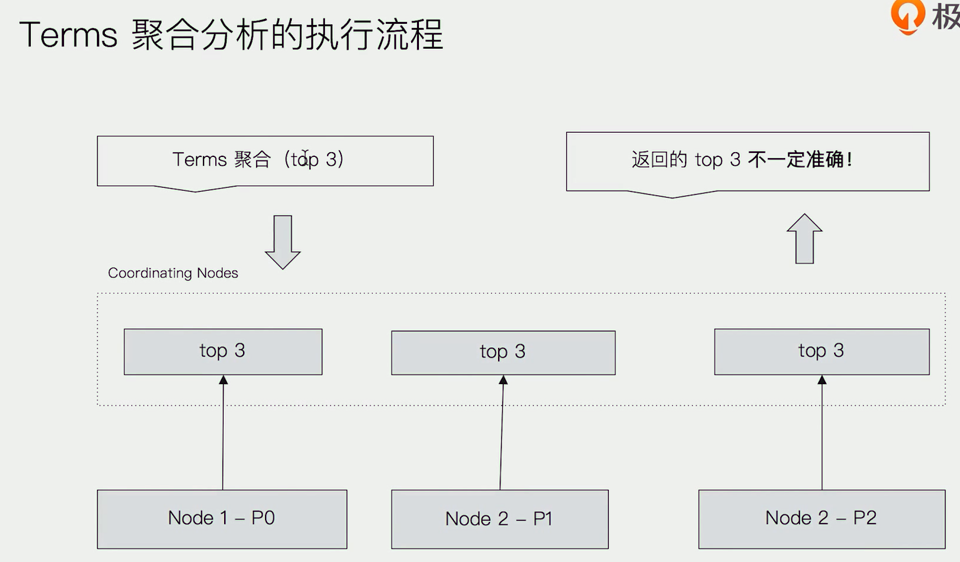 Terms 聚合分析的执行流程
极
Terms 聚合（top 3）
返回的 top 3 不一定准确！
Coordinating Nodes
top 3
top 3
top 3
Node 1 – P0
Node 2 – P1
Node 2 – P2